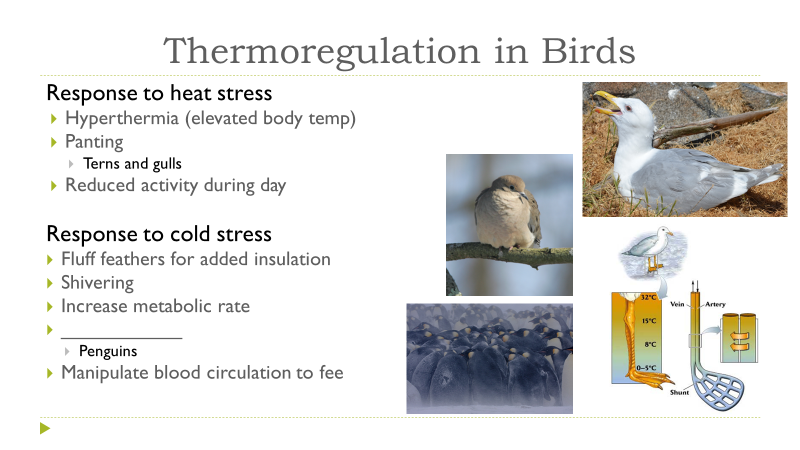 Thermoregulation in Birds
Response to heat stress
Hyperthermia (elevated body temp)
Panting
Terns and gulls
Reduced activity during day
Response to cold stress
Fluff feathers for added insulation
Shivering
Increase metabolic rate
_____________
Penguins
Manipulate blood circulation to fee
32°C
15°C
8°C
0–5°C
Vein
Artery
Shunt